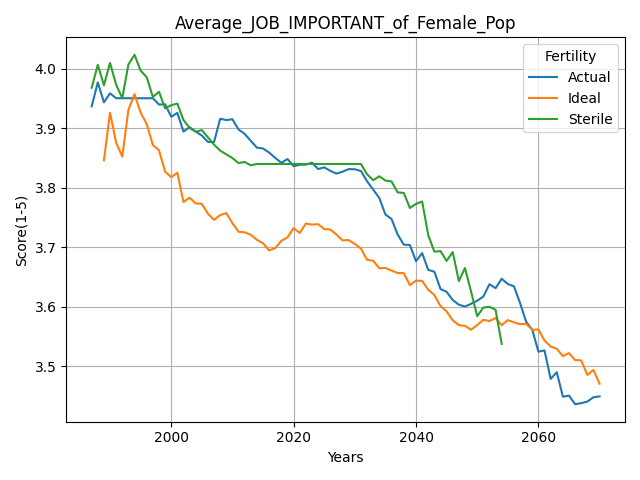 Average_JOB_IMPORTANT_of_Female_Pop
Fertility
Actual
Ideal
Sterile
Score(1-5)
4.0
3.9
3.8
3.7
3.6
3.5
2000 2020 2040 2060
Years